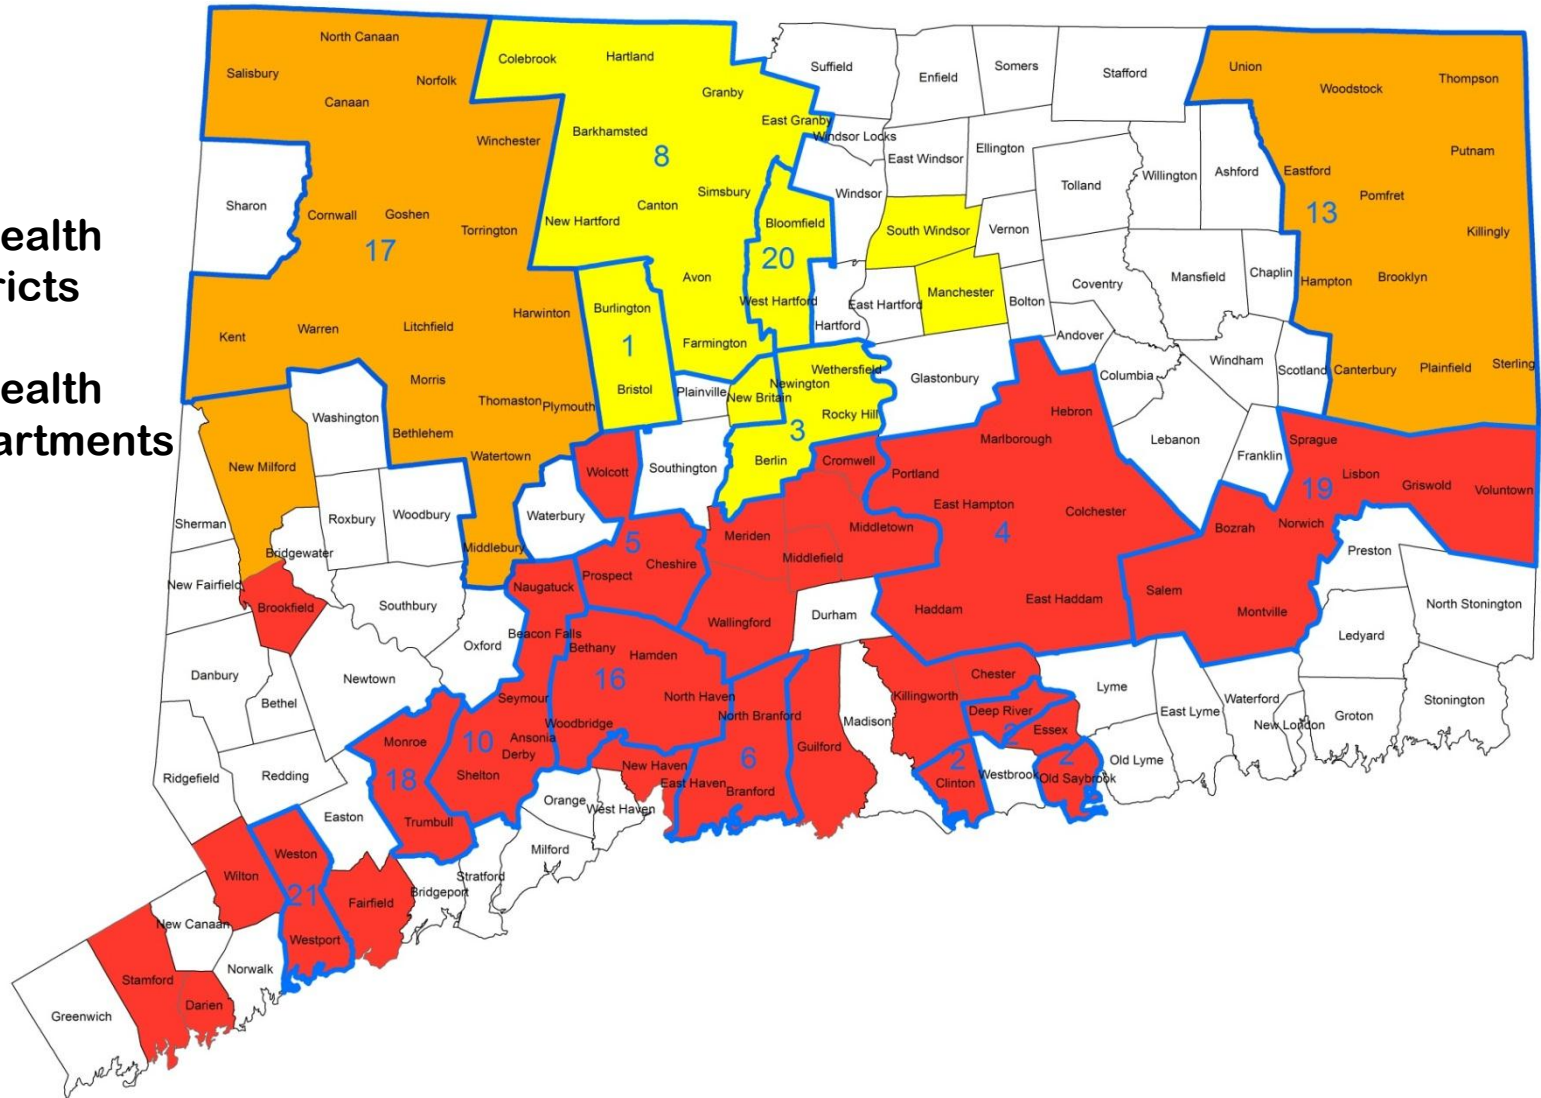 ealth
ricts
ealth
artments
North Canaan
Colebrook
Hartland
Suffield
Enfield
Somers
Stafford
Union
Woodstock
Thompson
Salisbury
Canaan
Norfolk
Granby
East Granby
Winchester
Barkhamsted
8
Windsor Locks
East Windsor
Ellington
Tolland
Willington
Ashford
Eastford
Putnam
Pomfret
13
Killingly
Sharon
Cornwall
Goshen
17
Torrington
New Hartford
Canton
Simsbury
Bloomfield
20
Windsor
South Windsor
Vernon
Mansfield
Chaplin
Hampton
Brooklyn
Kent
Warren
Litchfield
Harwinton
Burlington
1
Bristol
Avon
Farmington
West Hartford
Hartford
East Hartford
Manchester
Bolton
Coventry
Andover
Columbia
Windham
Scotland
Canterbury
Plainfield
Sterling
Washington
Morris
Thomaston
Plymouth
Bethlehem
Watertown
Plainville
New Britain
Newington
Wethersfield
Rocky Hill
3
Berlin
Glastonbury
Hebron
Marlborough
Lebanon
Franklin
Sprague
Lisbon
19
Griswold
Voluntown
New Milford
Wolcott
Southington
Cromwell
Portland
East Hampton
4
Colchester
Bozrah
Norwich
Preston
Sherman
Roxbury
Woodbury
Waterbury
Middlebury
5
Prospect
Cheshire
Meriden
Middletown
Middlefield
Bridgewater
New Fairfield
Brookfield
Southbury
Naugatuck
Beacon Falls
Oxford
Bethany
Hamden
16
Wallingford
Durham
Haddam
East Haddam
Salem
Montville
Ledyard
North Stonington
Danbury
Bethel
Newtown
Seymour
Woodbridge
Ansonia
Derby
10
Shelton
North Haven
North Branford
6
Guilford
Madison
Killingworth
Chester
Deep River
2
Essex
Lyme
East Lyme
Waterford
New London
Groton
Stonington
Ridgefield
Redding
Monroe
18
Trumbull
Easton
Orange
West Haven
New Haven
East Haven
Branford
2
Clinton
Westbrook
2
Old Saybrook
Old Lyme
Milford
Stratford
Bridgeport
Weston
21
Westport
Wilton
Fairfield
New Canaan
Norwalk
Stamford
Darien
Greenwich